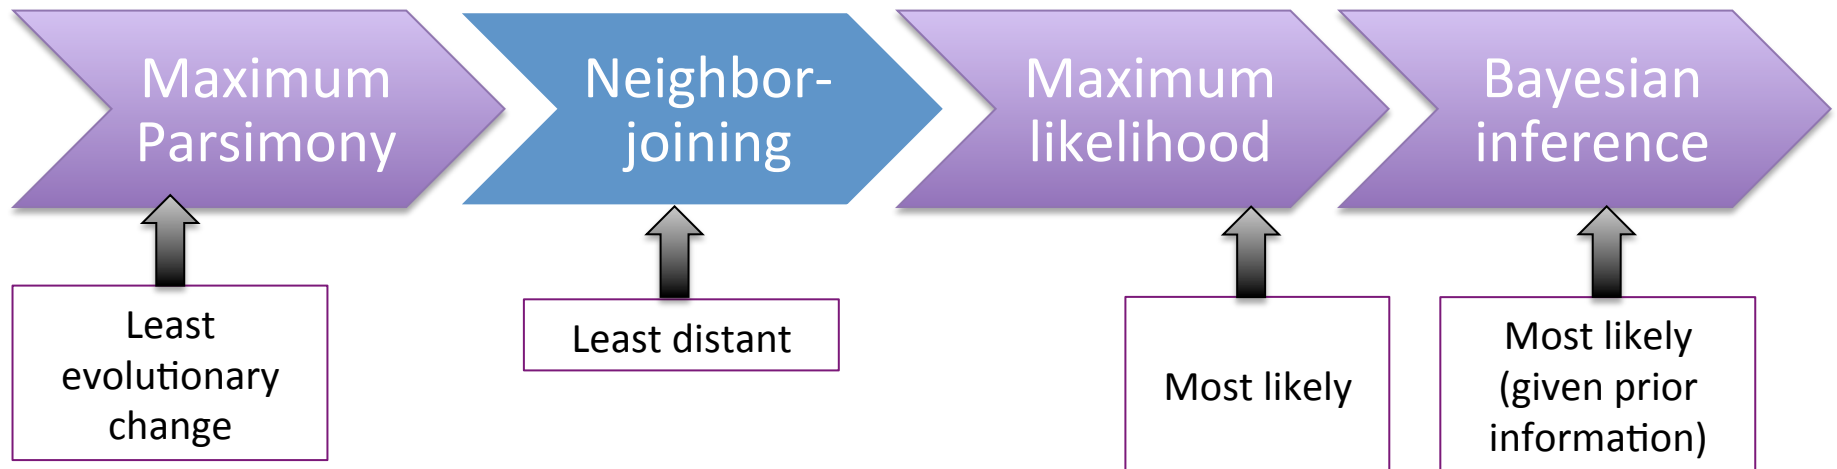 Maximum
Parsimony
Neighbor-
joining
Maximum
likelihood
Bayesian
inference
Least
evolutionary
change
Least distant
Most likely
Most likely
(given prior
information)